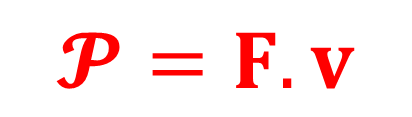 𝒫 = F.v